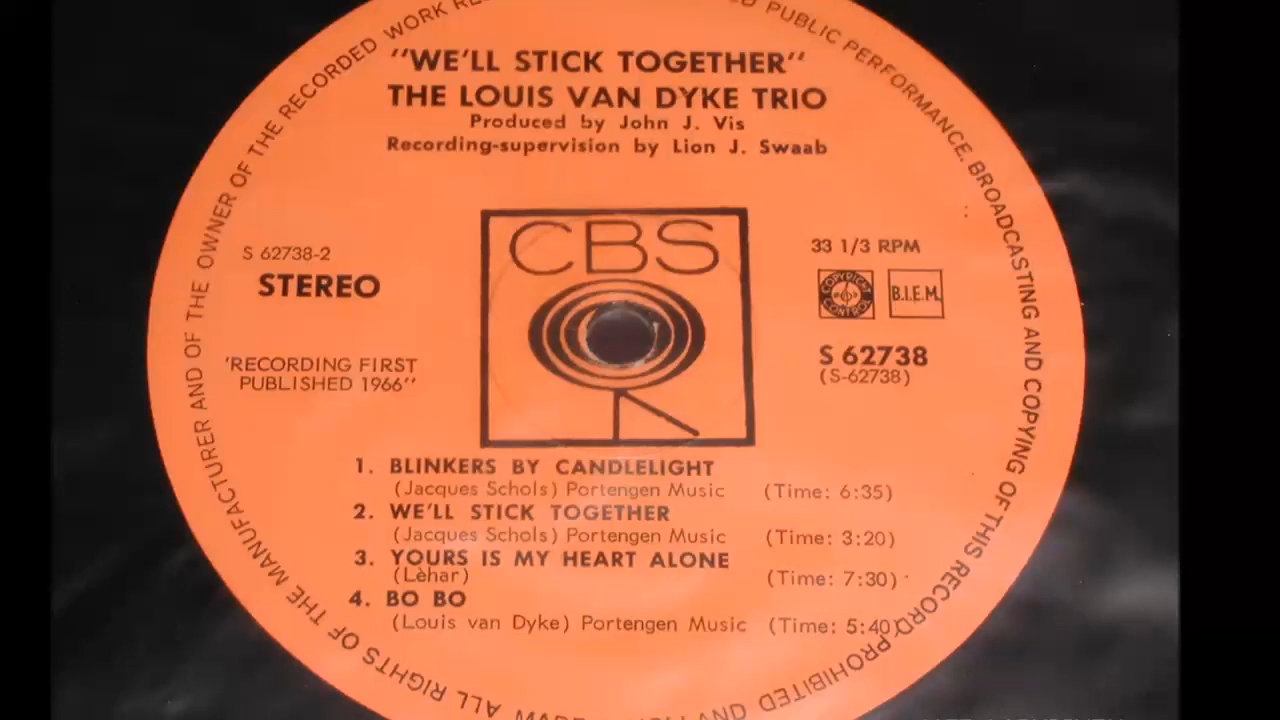 "WE'LL STICK TOGETHER"
THE LOUIS VAN DYKE TRIO
Produced by John J. Vis
Recording-supervision by Lion J. Swaab
CBS
S 62738-2
STEREO
'RECORDING FIRST
PUBLISHED 1966''
33 1/3 RPM
COPYRIGHT CONTROL
B.I.E.M.
S 62738
(S-62738)
1. BLINKERS BY CANDLELIGHT
(Jacques Schols) Portengen Music (Time: 6:35)
2. WE'LL STICK TOGETHER
(Jacques Schols) Portengen Music (Time: 3:20)
3. YOURS IS MY HEART ALONE
(Lèhar) (Time: 7:30)
4. BO BO
(Louis van Dyke) Portengen Music (Time: 5:40)
ALL RIGHTS OF THE MANUFACTURER AND OF THE OWNER OF THE RECORDED WORK
PUBLIC PERFORMANCE, BROADCASTING AND COPYING OF THIS RECORD PROHIBITED